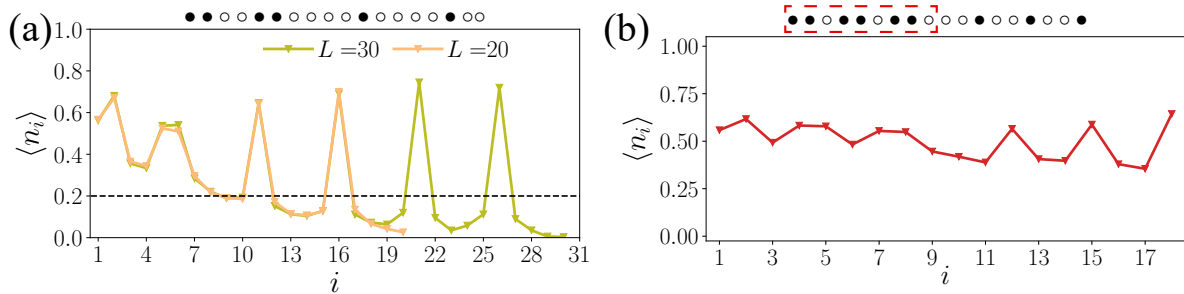 (a)
1.0
0.8
0.6
0.4
0.2
0.0
⟨n_i⟩
L =30
L =20
1 4 7 10 13 16 19 22 25 28 31
i
(b)
1.00
0.75
0.50
0.25
0.00
⟨n_i⟩
1 3 5 7 9 11 13 15 17
i